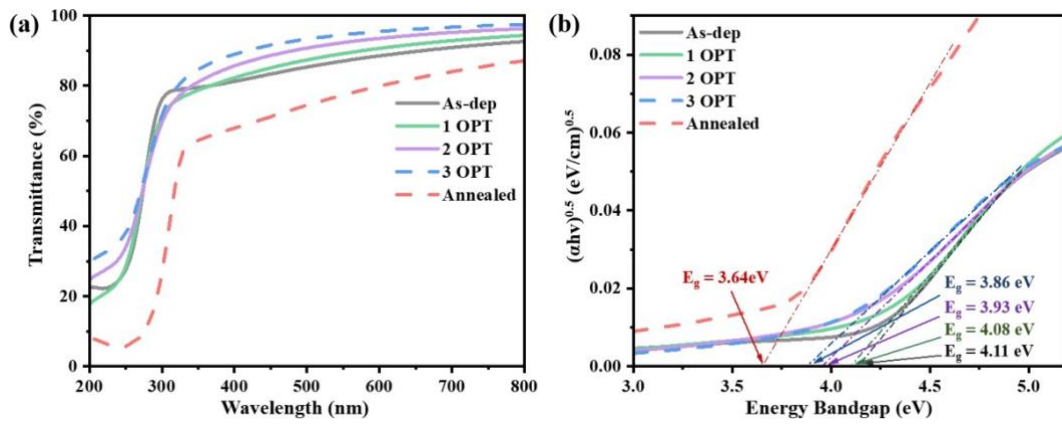 (a)
100
80
60
40
20
0
Transmittance (%)
As-dep
1 OPT
2 OPT
3 OPT
Annealed
200 300 400 500 600 700 800
Wavelength (nm)
(b)
0.08
0.06
0.04
0.02
0.00
(αhv)^0.5 (eV/cm)^0.5
As-dep
1 OPT
2 OPT
3 OPT
Annealed
E_g = 3.64eV
E_g = 3.86 eV
E_g = 3.93 eV
E_g = 4.08 eV
E_g = 4.11 eV
3.0 3.5 4.0 4.5 5.0
Energy Bandgap (eV)